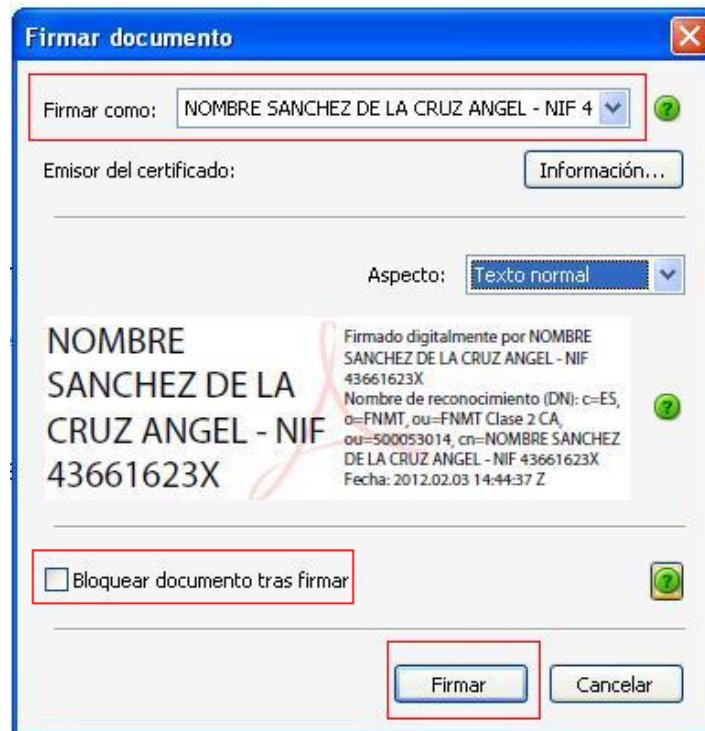 Firmar documento
Firmar como: NOMBRE SANCHEZ DE LA CRUZ ANGEL - NIF 4
Emisor del certificado: Información...
Aspecto: Texto normal
NOMBRE
SANCHEZ DE LA
CRUZ ANGEL - NIF
43661623X
Firmado digitalmente por NOMBRE
SANCHEZ DE LA CRUZ ANGEL - NIF
43661623X
Nombre de reconocimiento (DN): c=ES,
o=FNMT, ou=FNMT Clase 2 CA,
ou=500053014, cn=NOMBRE SANCHEZ
DE LA CRUZ ANGEL - NIF 43661623X
Fecha: 2012.02.03 14:44:37 Z
Bloquear documento tras firmar
Firmar Cancelar